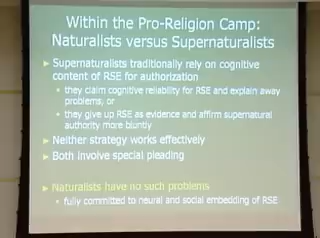 Within the Pro-Religion Camp:
Naturalists versus Supernaturalists
Supernaturalists traditionally rely on cognitive
content of RSE for authorization
they claim cognitive reliability for RSE and explain away
problems, or
they give up RSE as evidence and affirm supernatural
authority more bluntly
Neither strategy works effectively
Both involve special pleading
Naturalists have no such problems
fully committed to neural and social embedding of RSE